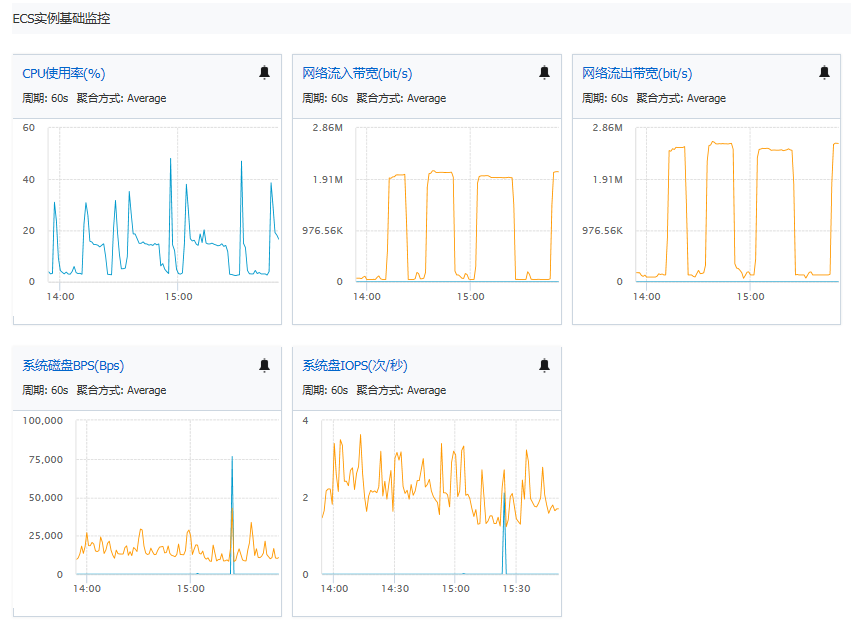 ECS实例基础监控
CPU使用率(%)
周期: 60s 聚合方式: Average
60
40
20
0
14:00 15:00
网络流入带宽(bit/s)
周期: 60s 聚合方式: Average
2.86M
1.91M
976.56K
0
14:00 15:00
网络流出带宽(bit/s)
周期: 60s 聚合方式: Average
2.86M
1.91M
976.56K
0
14:00 15:00
系统磁盘BPS(Bps)
周期: 60s 聚合方式: Average
100,000
75,000
50,000
25,000
0
14:00 15:00
系统盘IOPS(次/秒)
周期: 60s 聚合方式: Average
4
2
0
14:00 14:30 15:00 15:30